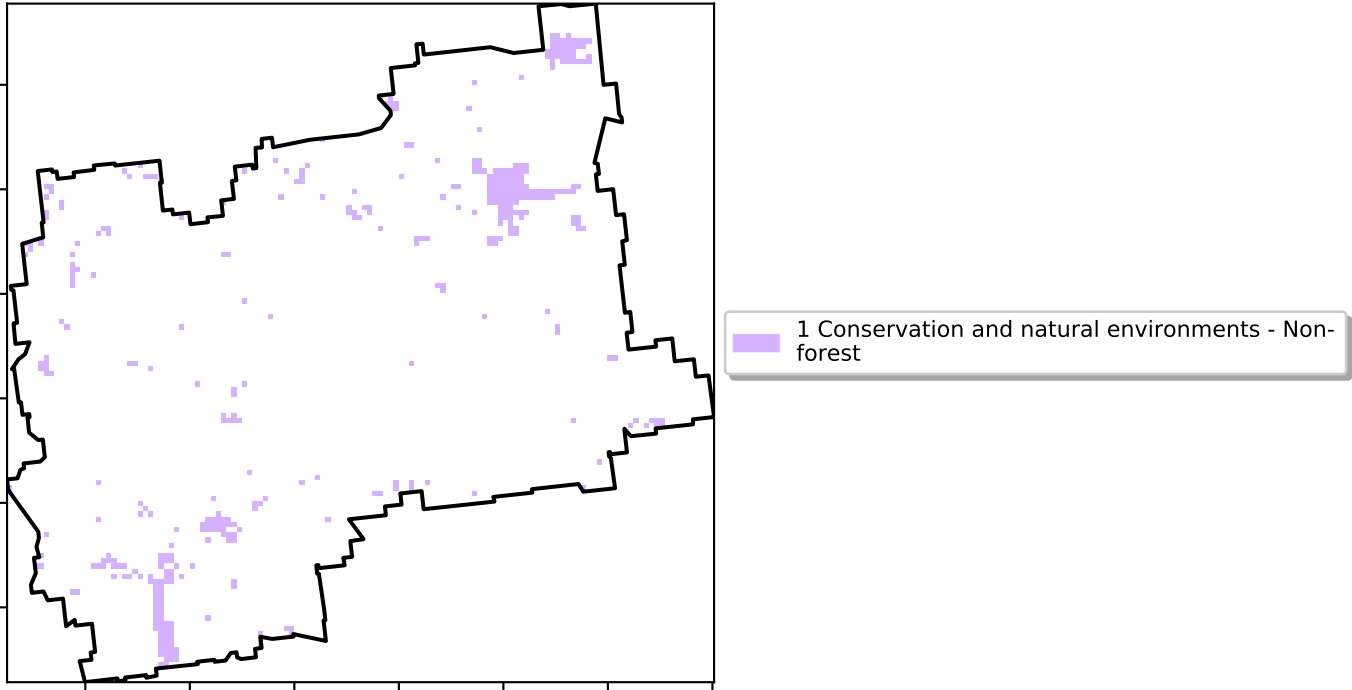 1 Conservation and natural environments - Non-
forest